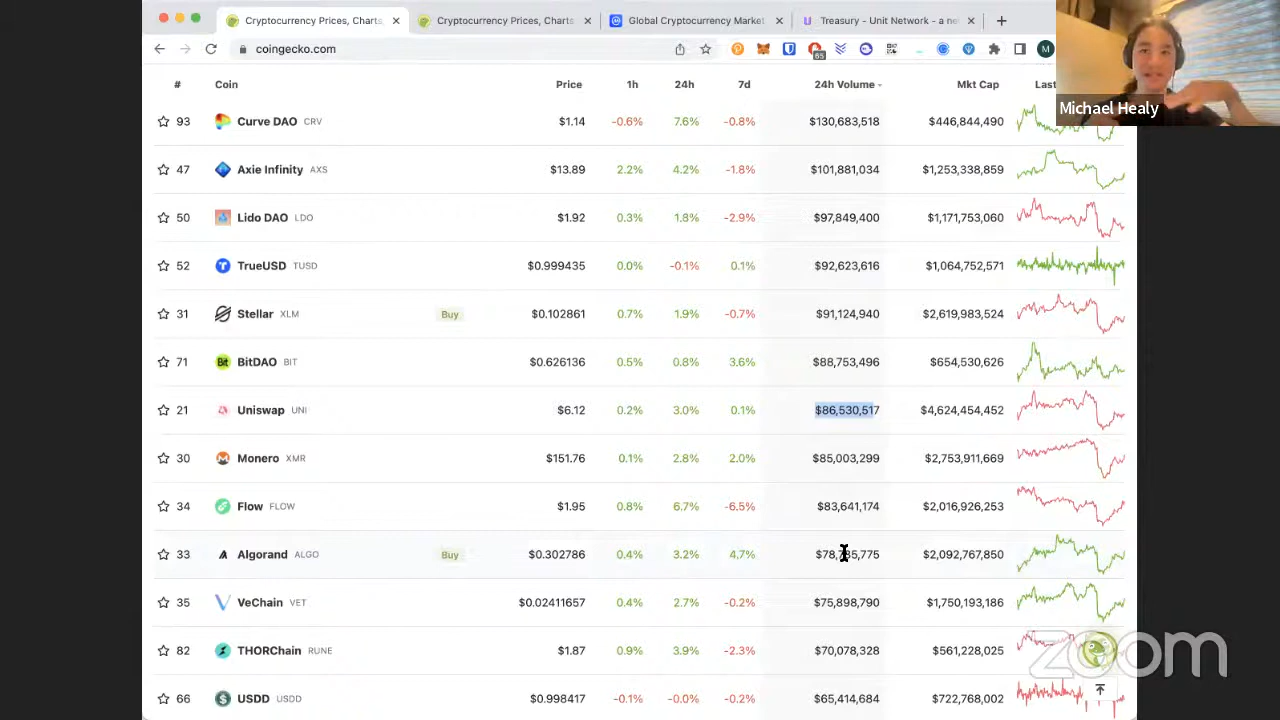 Cryptocurrency Prices, Charts,
Cryptocurrency Prices, Charts
Global Cryptocurrency Market
Treasury - Unit Network - a ne
coingecko.com
65
M
Michael Healy
# Coin Price 1h 24h 7d 24h Volume Mkt Cap Last
93 Curve DAO CRV $1.14 -0.6% 7.6% -0.8% $130,683,518 $446,844,490
47 Axie Infinity AXS $13.89 2.2% 4.2% -1.8% $101,881,034 $1,253,338,859
50 Lido DAO LDO $1.92 0.3% 1.8% -2.9% $97,849,400 $1,171,753,060
52 TrueUSD TUSD $0.999435 0.0% -0.1% 0.1% $92,623,616 $1,064,752,571
31 Stellar XLM Buy $0.102861 0.7% 1.9% -0.7% $91,124,940 $2,619,983,524
71 Bit BitDAO BIT $0.626136 0.5% 0.8% 3.6% $88,753,496 $654,530,626
21 Uniswap UNI $6.12 0.2% 3.0% 0.1% $86,530,517 $4,624,454,452
30 Monero XMR $151.76 0.1% 2.8% 2.0% $85,003,299 $2,753,911,669
34 Flow FLOW $1.95 0.8% 6.7% -6.5% $83,641,174 $2,016,926,253
33 Algorand ALGO Buy $0.302786 0.4% 3.2% 4.7% $2,092,767,850
35 VeChain VET $0.02411657 0.4% 2.7% -0.2% $75,898,790 $1,750,193,186
82 THORChain RUNE $1.87 0.9% 3.9% -2.3% $70,078,328 $561,228,025
66 USDD USDD $0.998417 -0.1% -0.0% -0.2% $65,414,684 $722,768,002
zoom